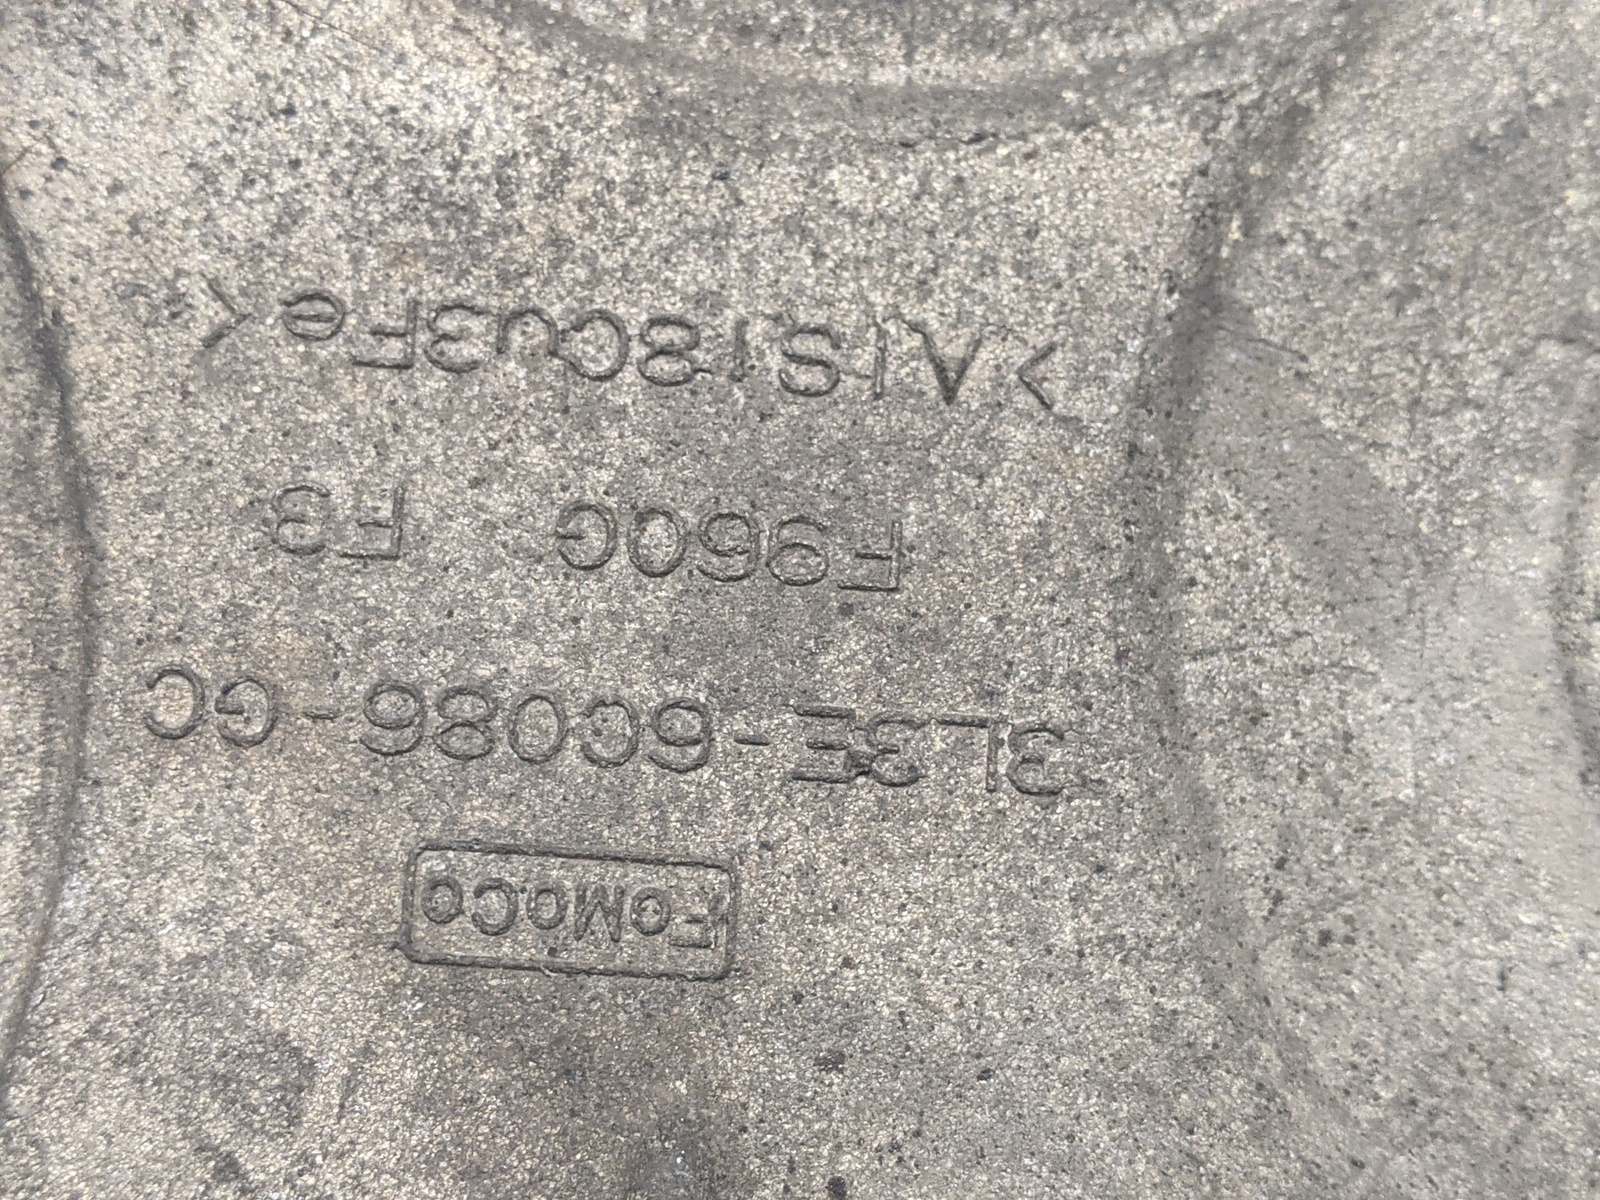 FoMoCo
3L3E-6C086-GC
F960G F3
>AlSi8Cu3Fe<